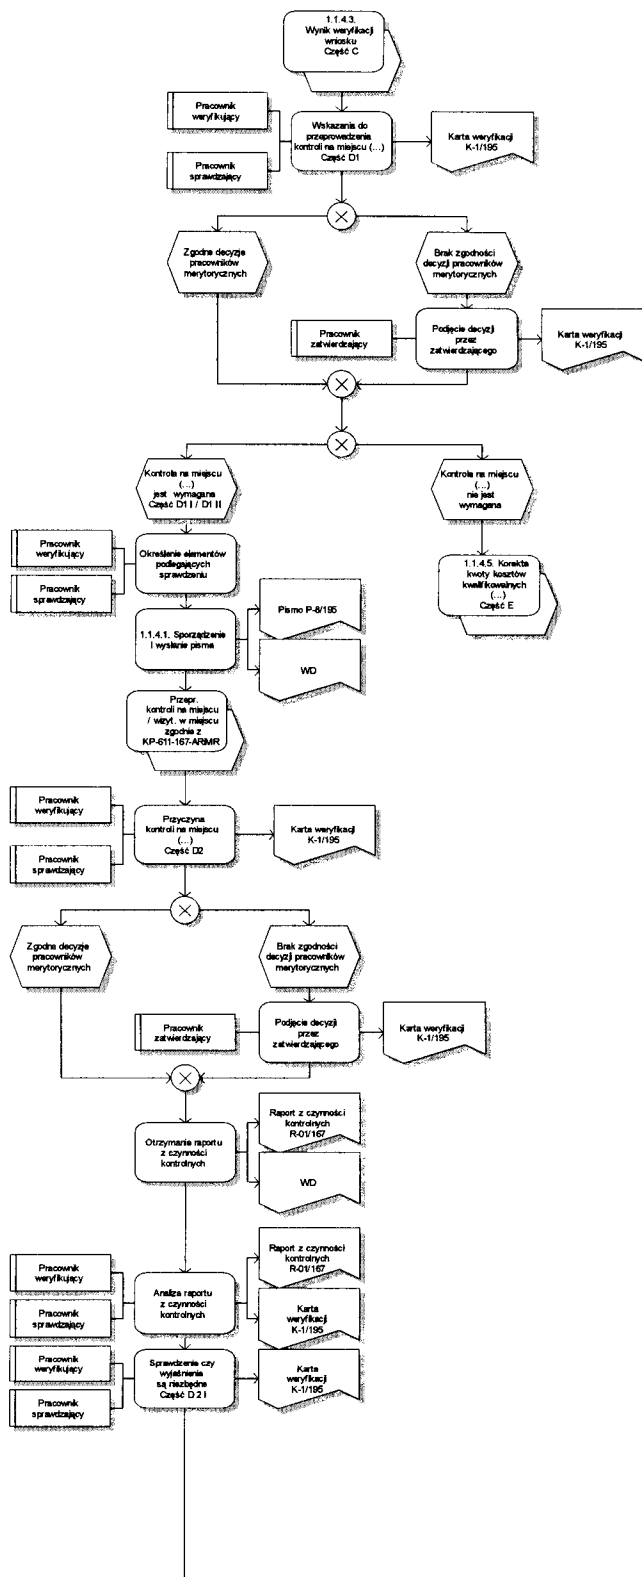 1.1.4.3.
Wynik weryfikacji
wniosku
Część C
Pracownik
weryfikujący
Wskazania do
przeprowadzenia
kontroli na miejscu (...)
Część D1
Karta weryfikacji
K-1/195
Pracownik
sprawdzający
Zgodne decyzje
pracowników
merytorycznych
Brak zgodności
decyzji pracowników
merytorycznych
Pracownik
zatwierdzający
Podjęcie decyzji
przez
zatwierdzającego
Karta weryfikacji
K-1/195
Kontrola na miejscu
(...)
jest wymagana
Część D1 I / D1 II
Kontrola na miejscu
(...)
nie jest
wymagana
Pracownik
weryfikujący
Pracownik
sprawdzający
Określenie elementów
podlegających
sprawdzeniu
1.1.4.5. Korekta
kwoty kosztów
kwalifikowalnych
(...)
Część E
1.1.4.1. Sporządzenie
i wysłanie pisma
Pismo P-8/195
WD
Przepr.
kontroli na miejscu
/ wizyt. w miejscu
zgodnie z
KP-611-167-ARiMR
Pracownik
weryfikujący
Pracownik
sprawdzający
Przyczyna
kontroli na miejscu
(...)
Część D2
Karta weryfikacji
K-1/195
Zgodne decyzje
pracowników
merytorycznych
Brak zgodności
decyzji pracowników
merytorycznych
Pracownik
zatwierdzający
Podjęcie decyzji
przez
zatwierdzającego
Karta weryfikacji
K-1/195
Otrzymanie raportu
z czynności
kontrolnych
Raport z czynności
kontrolnych
R-01/167
WD
Pracownik
weryfikujący
Pracownik
sprawdzający
Analiza raportu
z czynności
kontrolnych
Raport z czynności
kontrolnych
R-01/167
Karta
weryfikacji
K-1/195
Pracownik
weryfikujący
Pracownik
sprawdzający
Sprawdzenie czy
wyjaśnienia
są niezbędne
Część D 2 I
Karta
weryfikacji
K-1/195